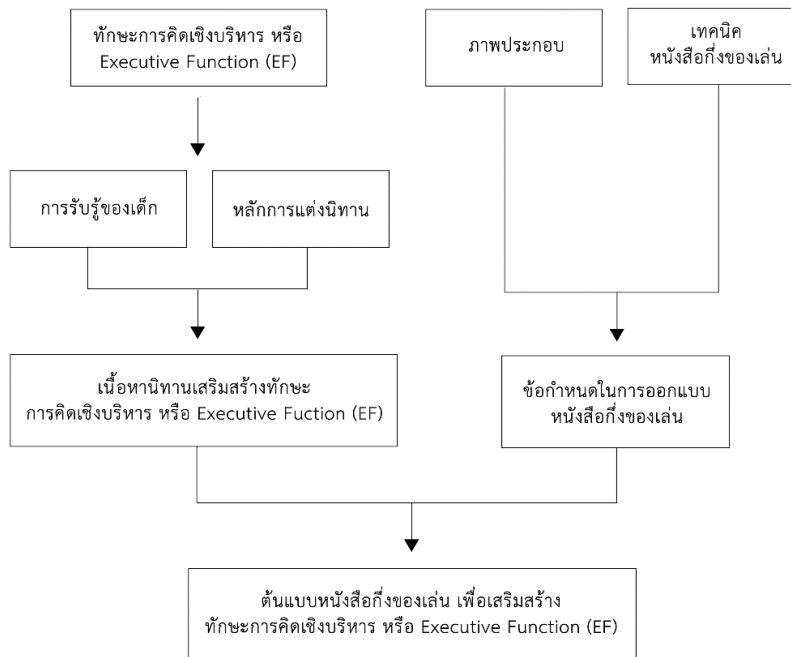 ทักษะการคิดเชิงบริหาร หรือ
Executive Function (EF)
ภาพประกอบ
เทคนิค
หนังสือกึ่งของเล่น
การรับรู้ของเด็ก
หลักการแต่งนิทาน
เนื้อหานิทานเสริมสร้างทักษะ
การคิดเชิงบริหาร หรือ Executive Fuction (EF)
ข้อกำหนดในการออกแบบ
หนังสือกึ่งของเล่น
ต้นแบบหนังสือกึ่งของเล่น เพื่อเสริมสร้าง
ทักษะการคิดเชิงบริหาร หรือ Executive Function (EF)